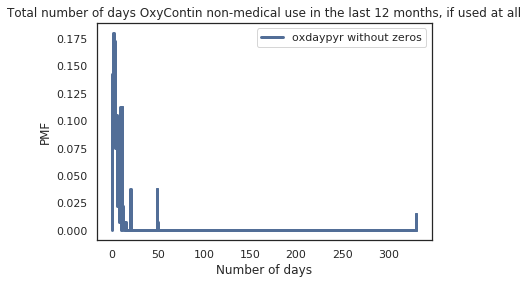 Total number of days OxyContin non-medical use in the last 12 months, if used at all
oxdaypyr without zeros
0.175
0.150
0.125
0.100
0.075
0.050
0.025
0.000
PMF
0 50 100 150 200 250 300
Number of days